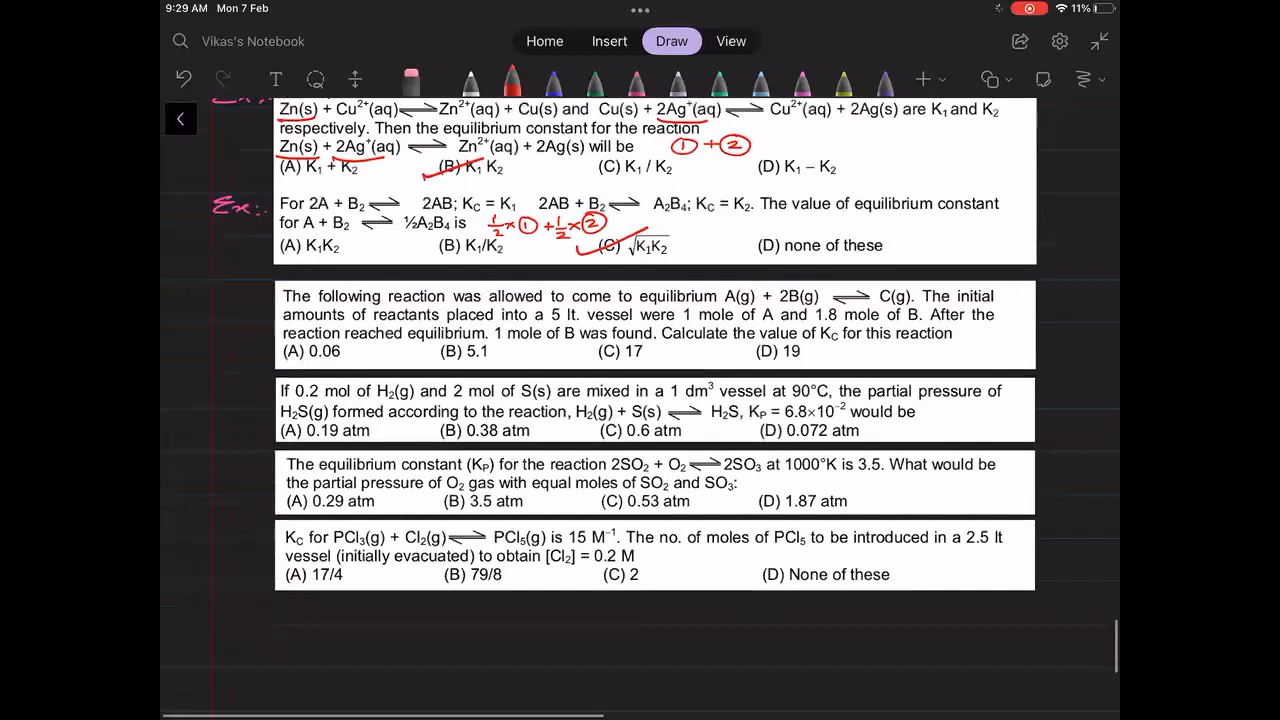 9:29 AM Mon 7 Feb
11%
Vikas's Notebook
Home Insert Draw View
Zn(s) + Cu²⁺(aq)⇌Zn²⁺(aq) + Cu(s) and Cu(s) + 2Ag⁺(aq) ⇌ Cu²⁺(aq) + 2Ag(s) are K₁ and K₂
respectively. Then the equilibrium constant for the reaction
Zn(s) + 2Ag⁺(aq) ⇌ Zn²⁺(aq) + 2Ag(s) will be ① + ②
(A) K₁ + K₂ (B) K₁ K₂ (C) K₁ / K₂ (D) K₁ – K₂
Ex:.
For 2A + B₂ ⇌ 2AB; K_C = K₁ 2AB + B₂ ⇌ A₂B₄; K_C = K₂. The value of equilibrium constant
for A + B₂ ⇌ ½A₂B₄ is ½ × ① + ½ × ②
(A) K₁K₂ (B) K₁/K₂ (C) √K₁K₂ (D) none of these
The following reaction was allowed to come to equilibrium A(g) + 2B(g) ⇌ C(g). The initial
amounts of reactants placed into a 5 lt. vessel were 1 mole of A and 1.8 mole of B. After the
reaction reached equilibrium. 1 mole of B was found. Calculate the value of K_C for this reaction
(A) 0.06 (B) 5.1 (C) 17 (D) 19
If 0.2 mol of H₂(g) and 2 mol of S(s) are mixed in a 1 dm³ vessel at 90°C, the partial pressure of
H₂S(g) formed according to the reaction, H₂(g) + S(s) ⇌ H₂S, K_P = 6.8×10⁻² would be
(A) 0.19 atm (B) 0.38 atm (C) 0.6 atm (D) 0.072 atm
The equilibrium constant (K_P) for the reaction 2SO₂ + O₂⇌2SO₃ at 1000°K is 3.5. What would be
the partial pressure of O₂ gas with equal moles of SO₂ and SO₃:
(A) 0.29 atm (B) 3.5 atm (C) 0.53 atm (D) 1.87 atm
K_C for PCl₃(g) + Cl₂(g)⇌ PCl₅(g) is 15 M⁻¹. The no. of moles of PCl₅ to be introduced in a 2.5 lt
vessel (initially evacuated) to obtain [Cl₂] = 0.2 M
(A) 17/4 (B) 79/8 (C) 2 (D) None of these